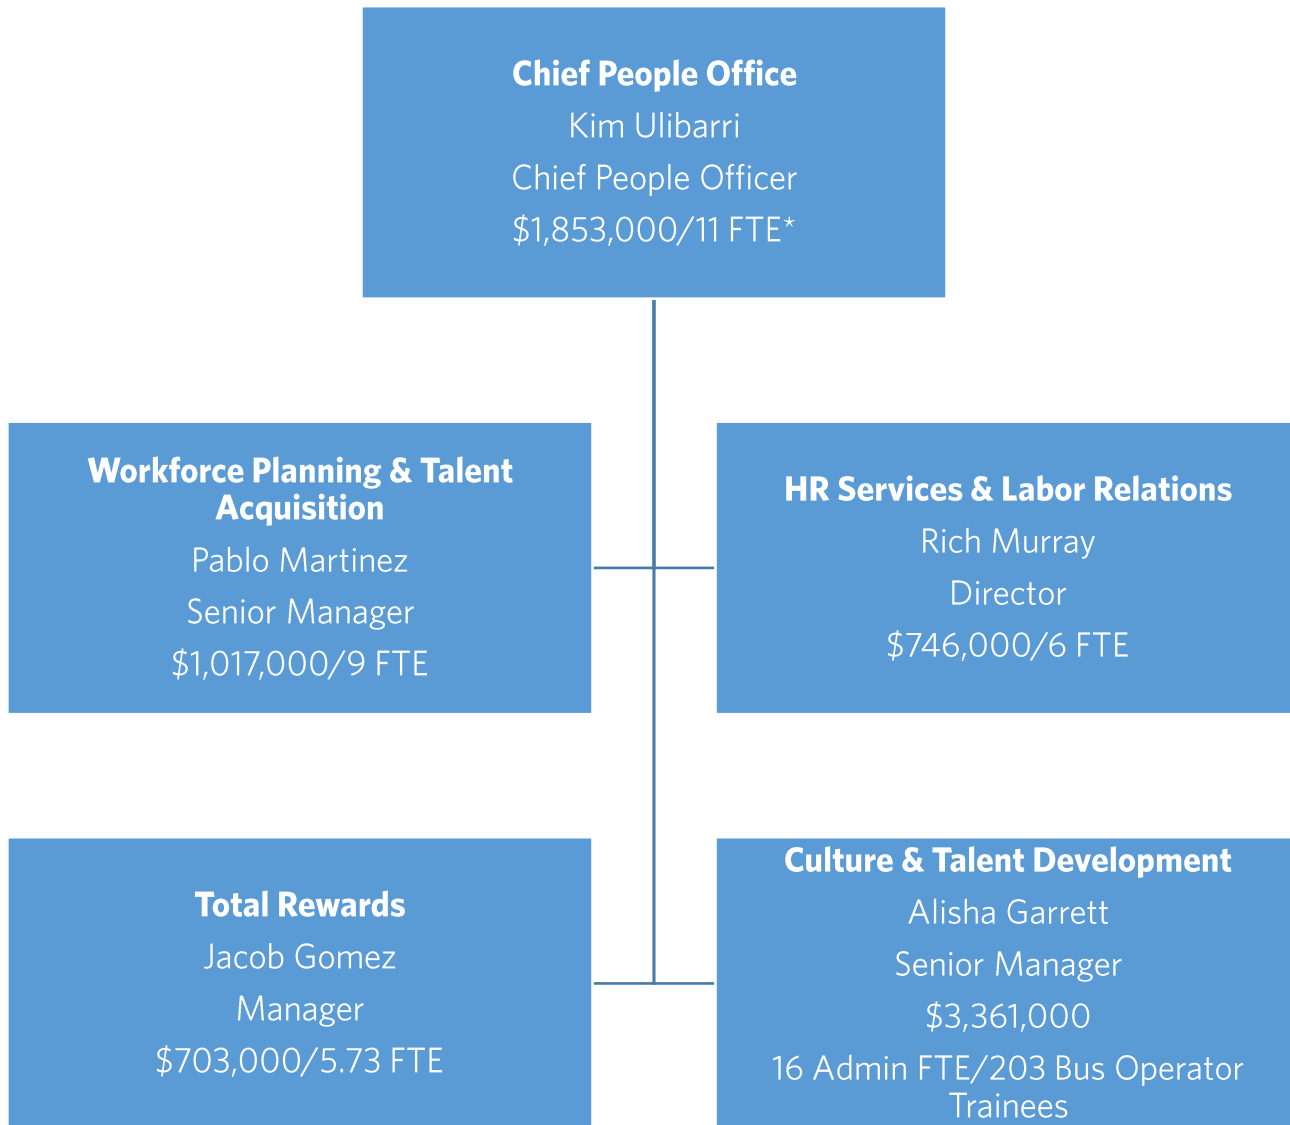 Chief People Office
Kim Ulibarri
Chief People Officer
$1,853,000/11 FTE*
Workforce Planning & Talent
Acquisition
Pablo Martinez
Senior Manager
$1,017,000/9 FTE
HR Services & Labor Relations
Rich Murray
Director
$746,000/6 FTE
Total Rewards
Jacob Gomez
Manager
$703,000/5.73 FTE
Culture & Talent Development
Alisha Garrett
Senior Manager
$3,361,000
16 Admin FTE/203 Bus Operator
Trainees